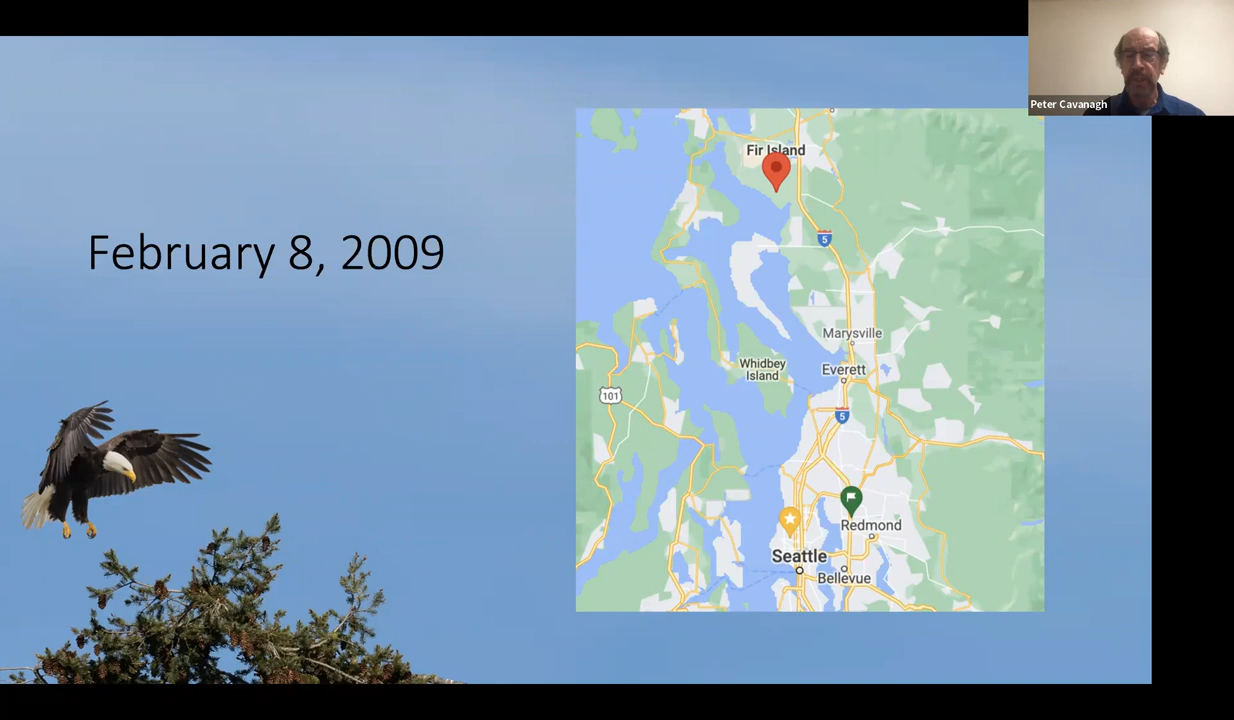 Peter Cavanagh
February 8, 2009
Fir Island
5
Marysville
Whidbey
Island
Everett
101
5
Redmond
Seattle
Bellevue